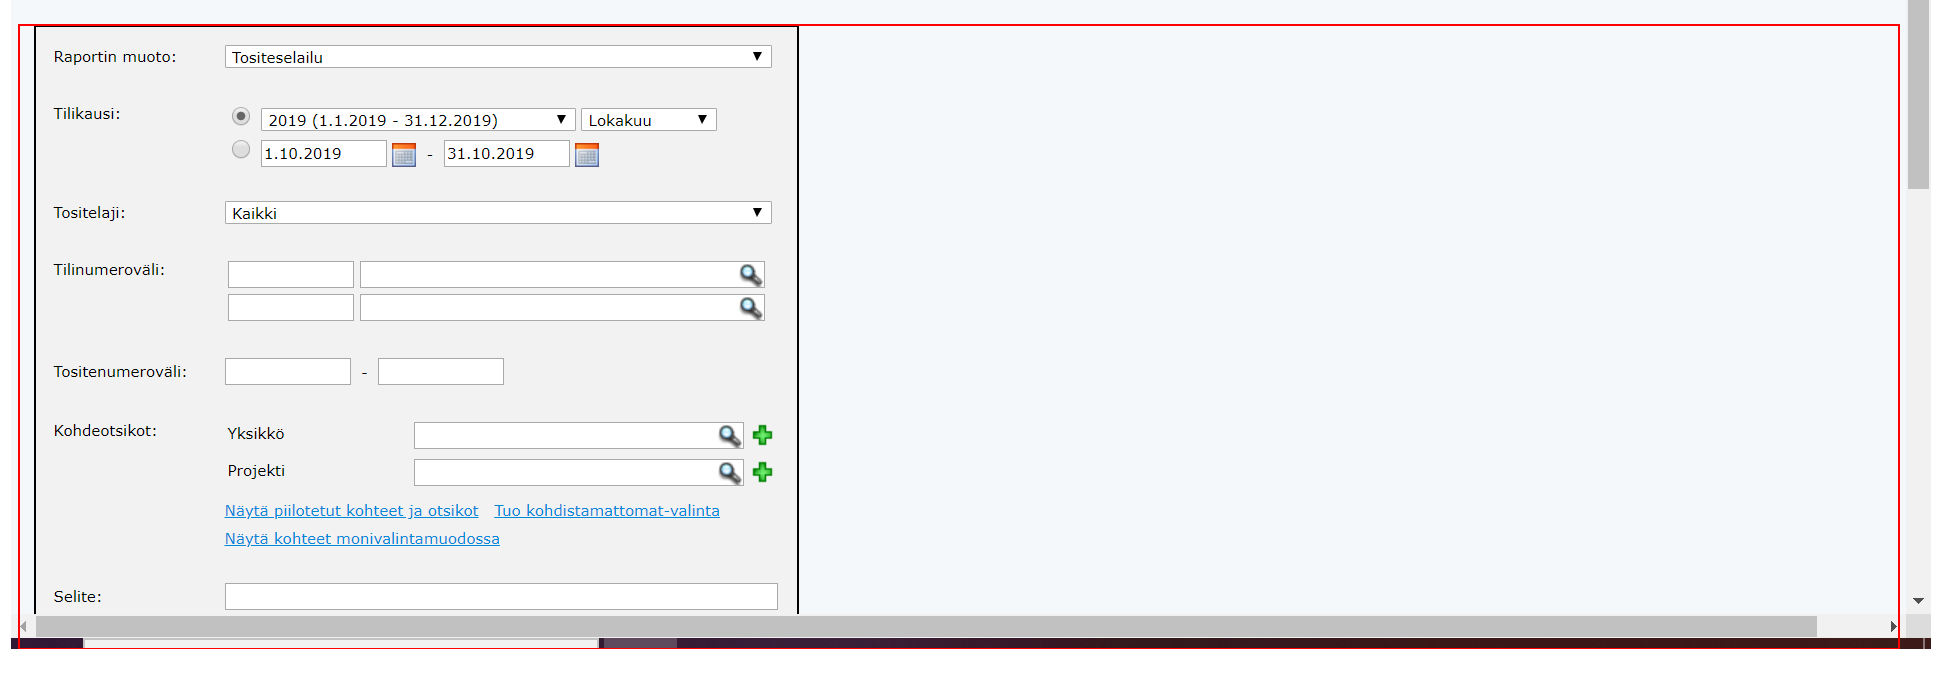 Raportin muoto: Tositeselailu
Tilikausi: 2019 (1.1.2019 - 31.12.2019) Lokakuu
1.10.2019 - 31.10.2019
Tositelaji: Kaikki
Tilinumeroväli:
Tositenumeroväli: -
Kohdeotsikot: Yksikkö
Projekti
Näytä piilotetut kohteet ja otsikot Tuo kohdistamattomat-valinta
Näytä kohteet monivalintamuodossa
Selite: